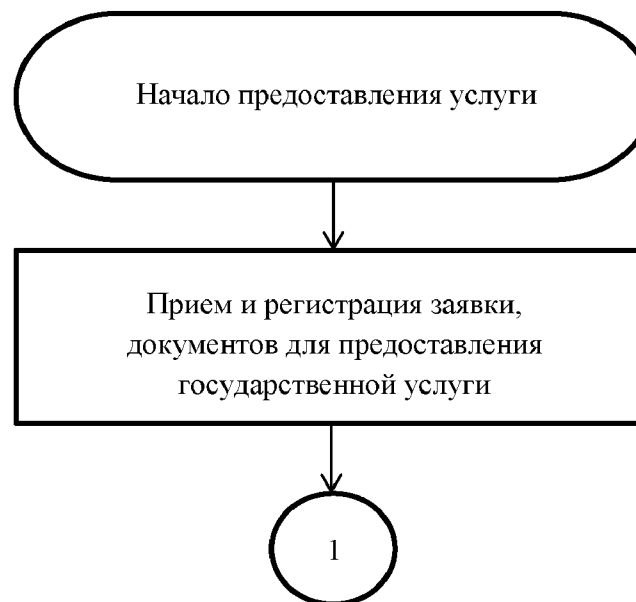 Начало предоставления услуги
Прием и регистрация заявки,
документов для предоставления
государственной услуги
1